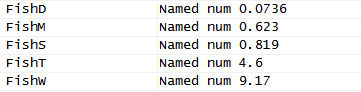 FishD Named num 0.0736
FishM Named num 0.623
FishS Named num 0.819
FishT Named num 4.6
FishW Named num 9.17